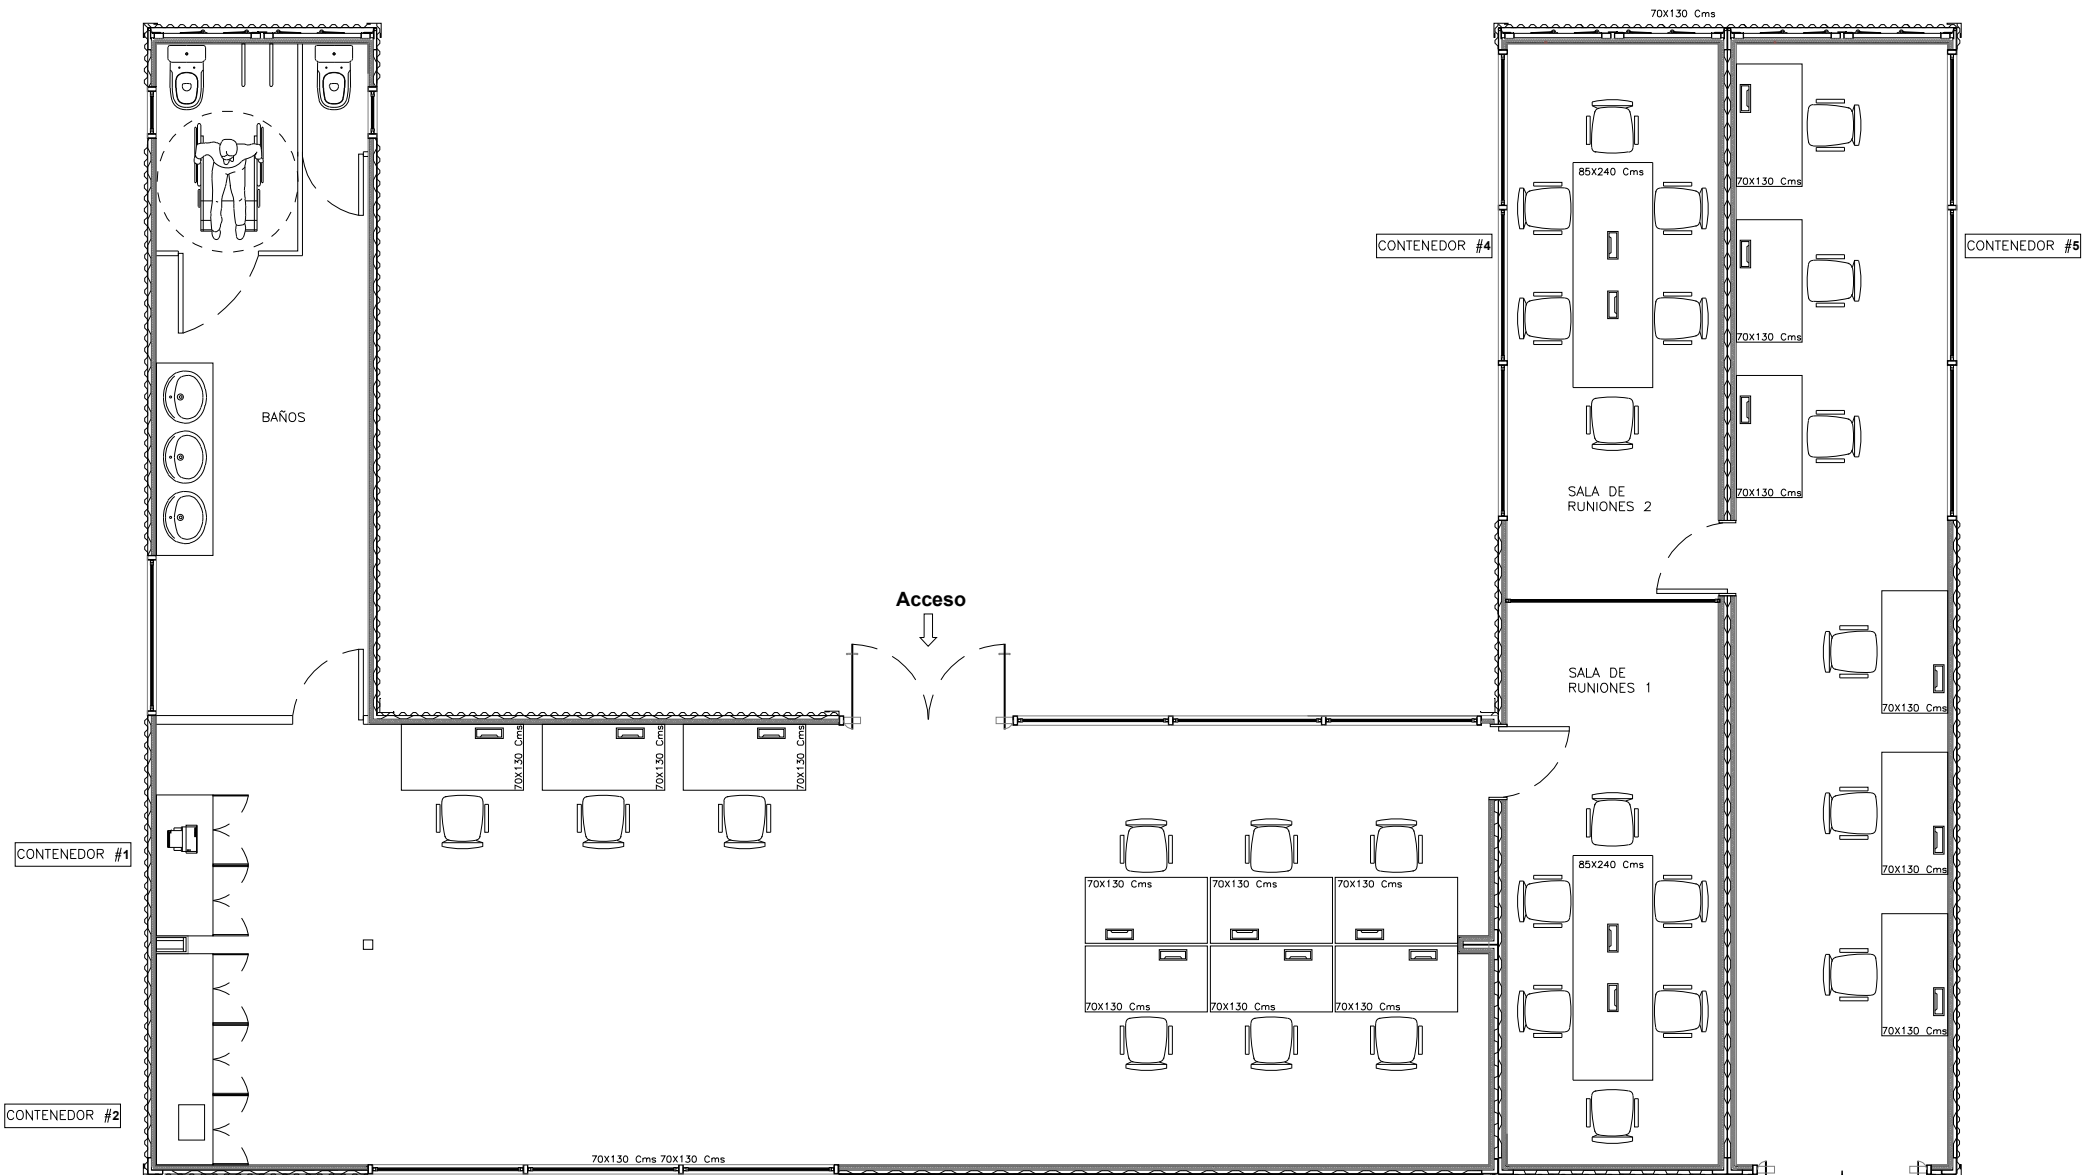 70X130 Cms
85X240 Cms
70X130 Cms
CONTENEDOR #4
CONTENEDOR #5
70X130 Cms
BAÑOS
70X130 Cms
SALA DE
RUNIONES 2
Acceso
SALA DE
RUNIONES 1
70X130 Cms
70X130 Cms
70X130 Cms
70X130 Cms
CONTENEDOR #1
85X240 Cms
70X130 Cms
70X130 Cms
70X130 Cms
70X130 Cms
70X130 Cms
70X130 Cms
70X130 Cms
70X130 Cms
CONTENEDOR #2
70X130 Cms 70X130 Cms